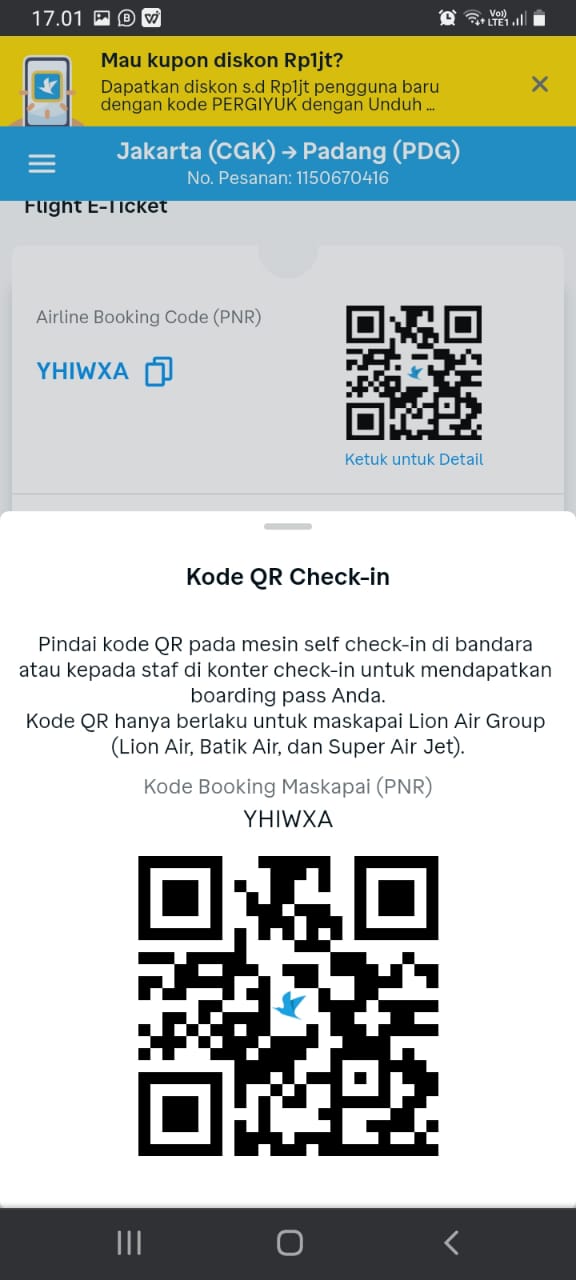 17.01
Vo)) LTE1
Mau kupon diskon Rp1jt?
Dapatkan diskon s.d Rp1jt pengguna baru
dengan kode PERGIYUK dengan Unduh ...
Jakarta (CGK) → Padang (PDG)
No. Pesanan: 1150670416
Flight E-Ticket
Airline Booking Code (PNR)
YHIWXA
Ketuk untuk Detail
Kode QR Check-in
Pindai kode QR pada mesin self check-in di bandara
atau kepada staf di konter check-in untuk mendapatkan
boarding pass Anda.
Kode QR hanya berlaku untuk maskapai Lion Air Group
(Lion Air, Batik Air, dan Super Air Jet).
Kode Booking Maskapai (PNR)
YHIWXA